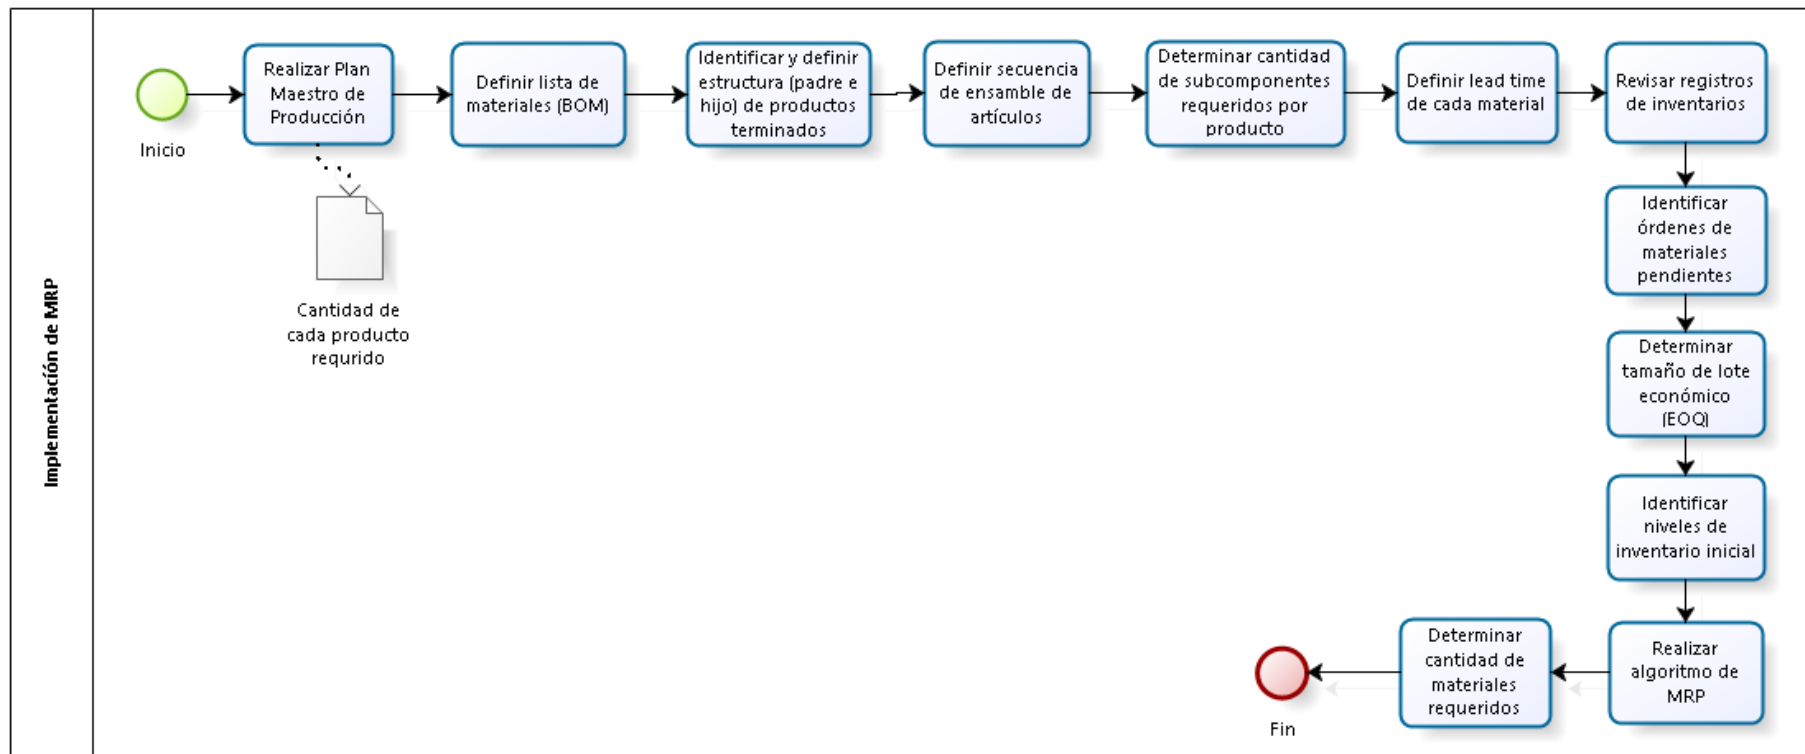 Implementación de MRP
Inicio
Realizar Plan
Maestro de
Producción
Cantidad de
cada producto
requrido
Definir lista de
materiales (BOM)
Identificar y definir
estructura (padre e
hijo) de productos
terminados
Definir secuencia
de ensamble de
artículos
Determinar cantidad
de subcomponentes
requeridos por
producto
Definir lead time
de cada material
Revisar registros
de inventarios
Identificar
órdenes de
materiales
pendientes
Determinar
tamaño de lote
económico
(EOQ)
Identificar
niveles de
inventario inicial
Realizar
algoritmo de
MRP
Determinar
cantidad de
materiales
requeridos
Fin